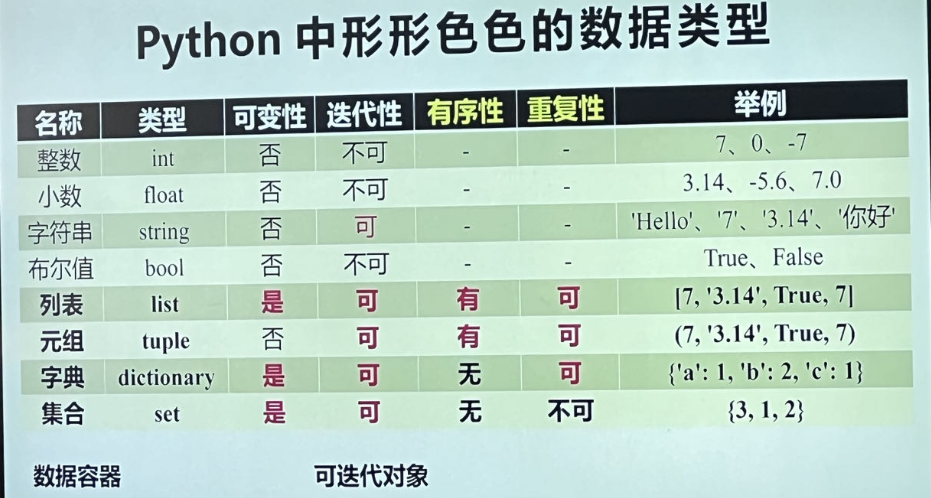 Python 中形形色色的数据类型
名称 类型 可变性 迭代性 有序性 重复性 举例
整数 int 否 不可 - - 7、0、-7
小数 float 否 不可 - - 3.14、-5.6、7.0
字符串 string 否 可 - - 'Hello'、'7'、'3.14'、'你好'
布尔值 bool 否 不可 - - True、False
列表 list 是 可 有 可 [7, '3.14', True, 7]
元组 tuple 否 可 有 可 (7, '3.14', True, 7)
字典 dictionary 是 可 无 可 {'a': 1, 'b': 2, 'c': 1}
集合 set 是 可 无 不可 {3, 1, 2}
数据容器 可迭代对象